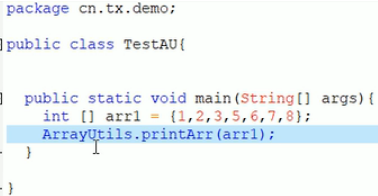 package cn.tx.demo;
public class TestAU{
public static void main(String[] args){
int [] arr1 = {1,2,3,5,6,7,8};
ArrayUtils.printArr(arr1);
}
}